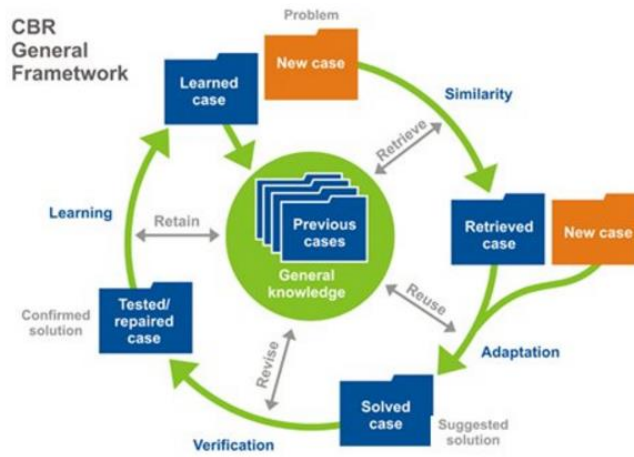 CBR
General
Frametwork
Problem
New case
Learned
case
Similarity
Retrieve
Learning
Retain
Previous
cases
General
knowledge
Retrieved
case
New case
Reuse
Confirmed
solution
Tested/
repaired
case
Revise
Adaptation
Solved
case
Suggested
solution
Verification